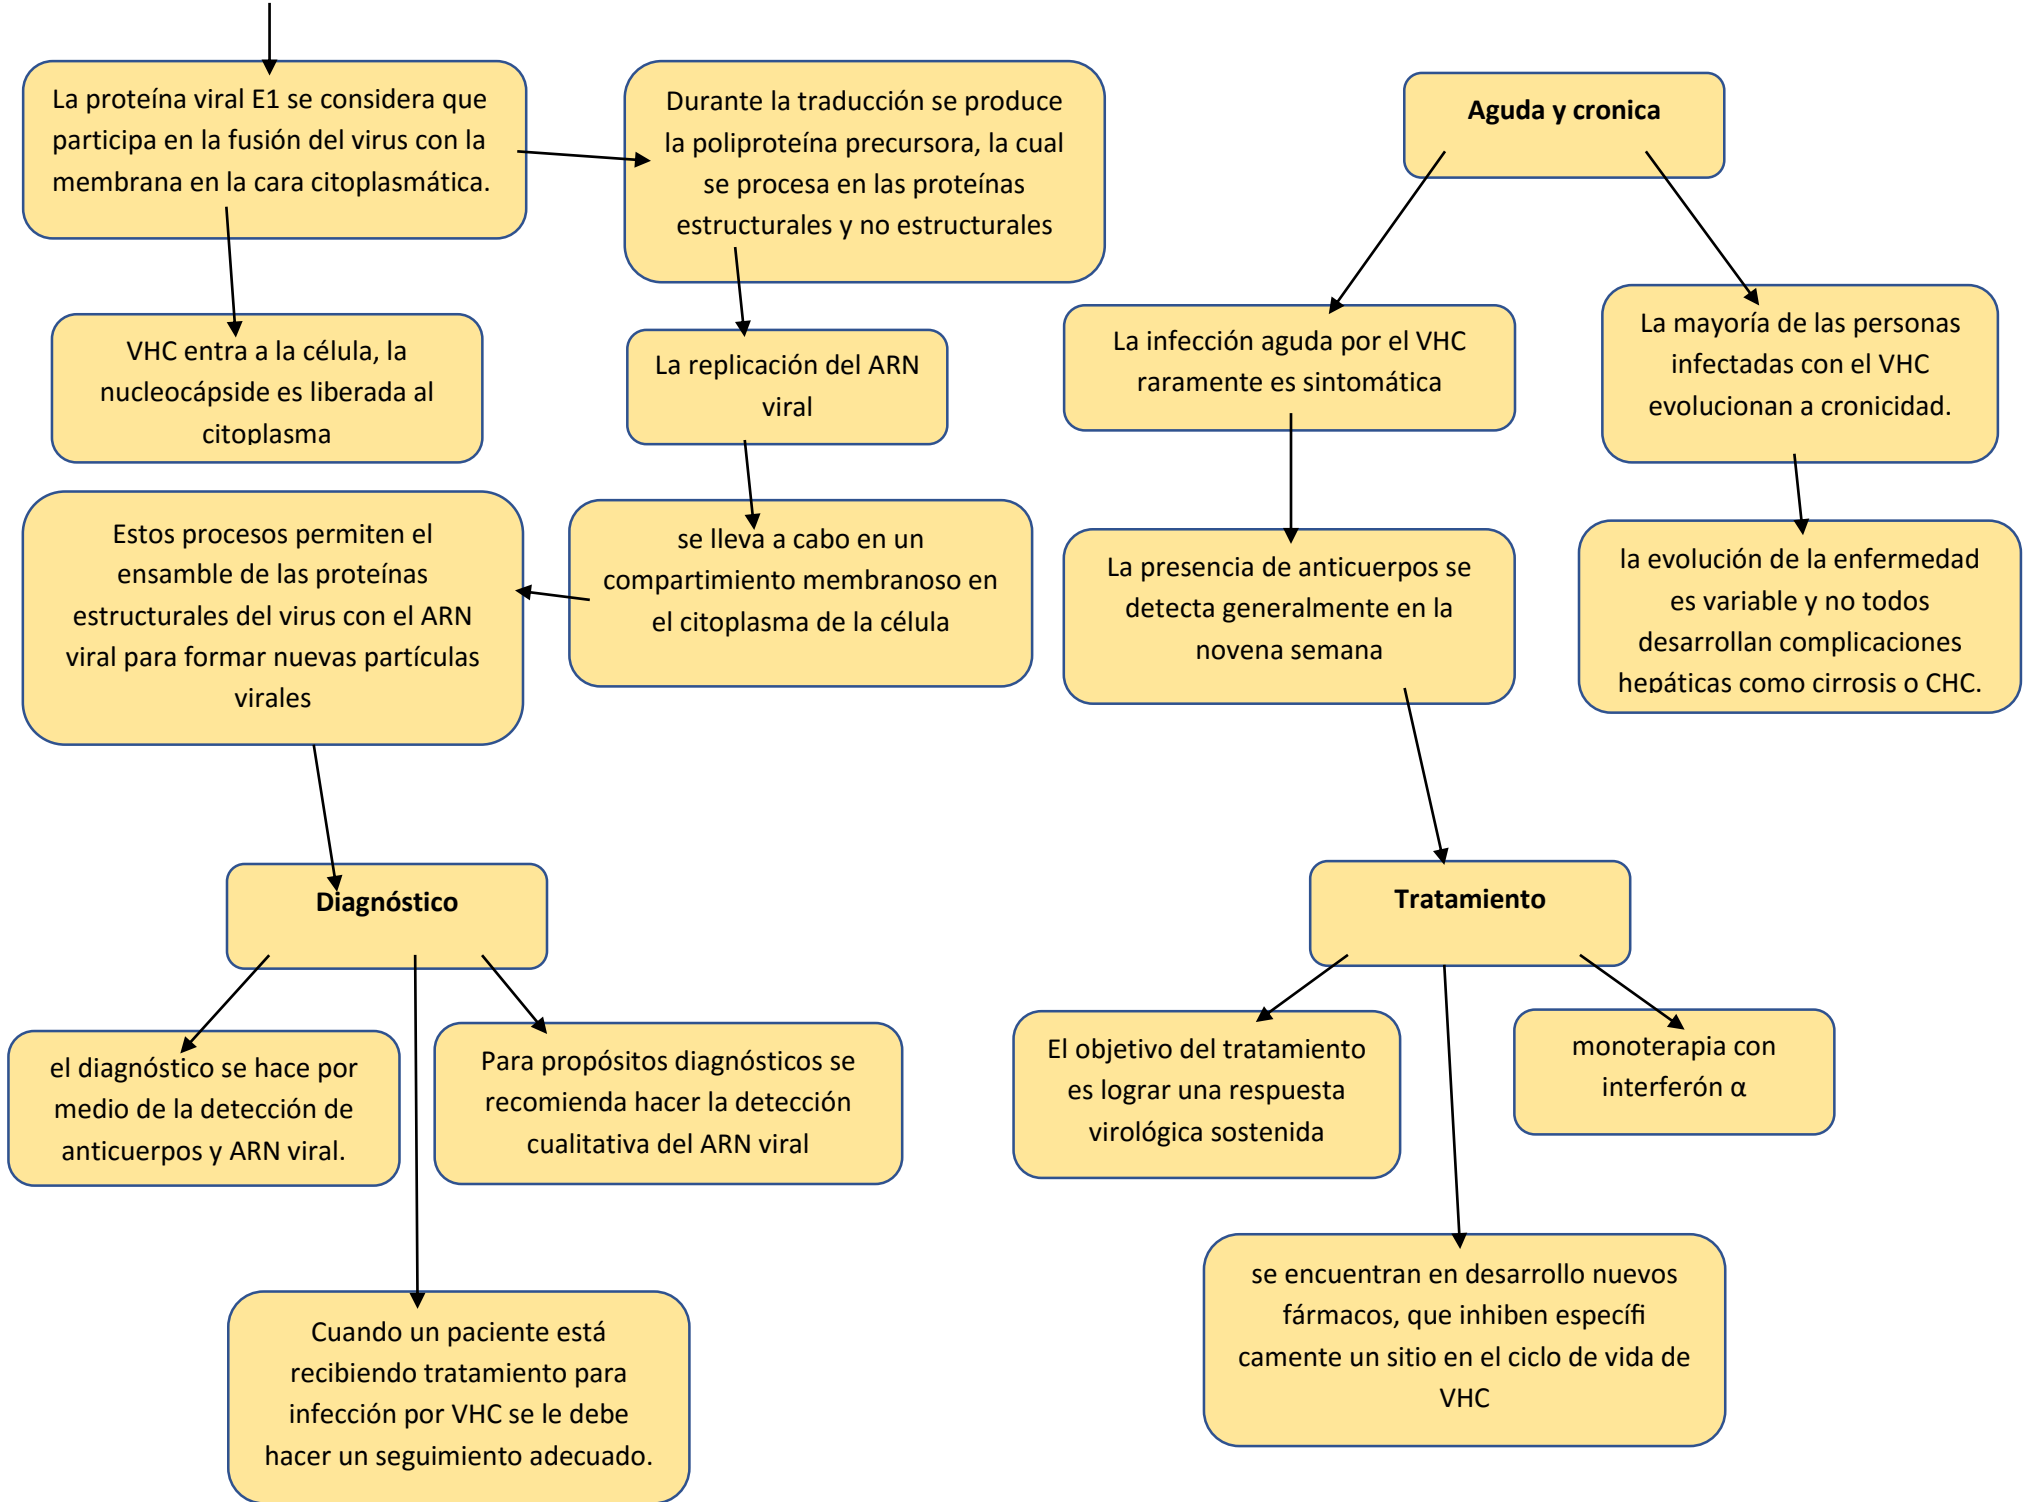 La proteína viral E1 se considera que
participa en la fusión del virus con la
membrana en la cara citoplasmática.
Durante la traducción se produce
la poliproteína precursora, la cual
se procesa en las proteínas
estructurales y no estructurales
VHC entra a la célula, la
nucleocápside es liberada al
citoplasma
La replicación del ARN
viral
se lleva a cabo en un
compartimiento membranoso en
el citoplasma de la célula
Estos procesos permiten el
ensamble de las proteínas
estructurales del virus con el ARN
viral para formar nuevas partículas
virales
Diagnóstico
el diagnóstico se hace por
medio de la detección de
anticuerpos y ARN viral.
Para propósitos diagnósticos se
recomienda hacer la detección
cualitativa del ARN viral
Cuando un paciente está
recibiendo tratamiento para
infección por VHC se le debe
hacer un seguimiento adecuado.
Aguda y cronica
La infección aguda por el VHC
raramente es sintomática
La mayoría de las personas
infectadas con el VHC
evolucionan a cronicidad.
La presencia de anticuerpos se
detecta generalmente en la
novena semana
la evolución de la enfermedad
es variable y no todos
desarrollan complicaciones
hepáticas como cirrosis o CHC.
Tratamiento
El objetivo del tratamiento
es lograr una respuesta
virológica sostenida
monoterapia con
interferón α
se encuentran en desarrollo nuevos
fármacos, que inhiben específi
camente un sitio en el ciclo de vida de
VHC